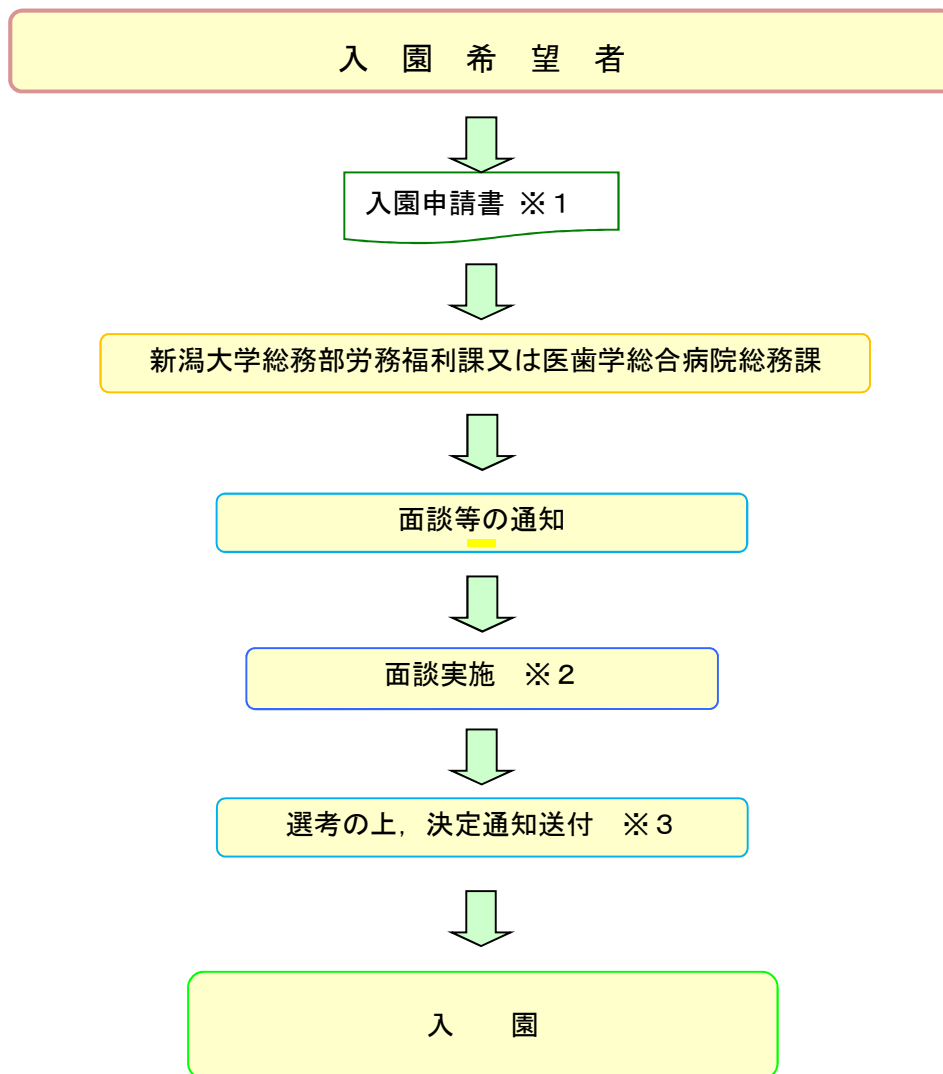 入　園　希　望　者
入園申請書 ※１
新潟大学総務部労務福利課又は医歯学総合病院総務課
面談等の通知
面談実施　※２
選考の上，決定通知送付　※３
入　　園